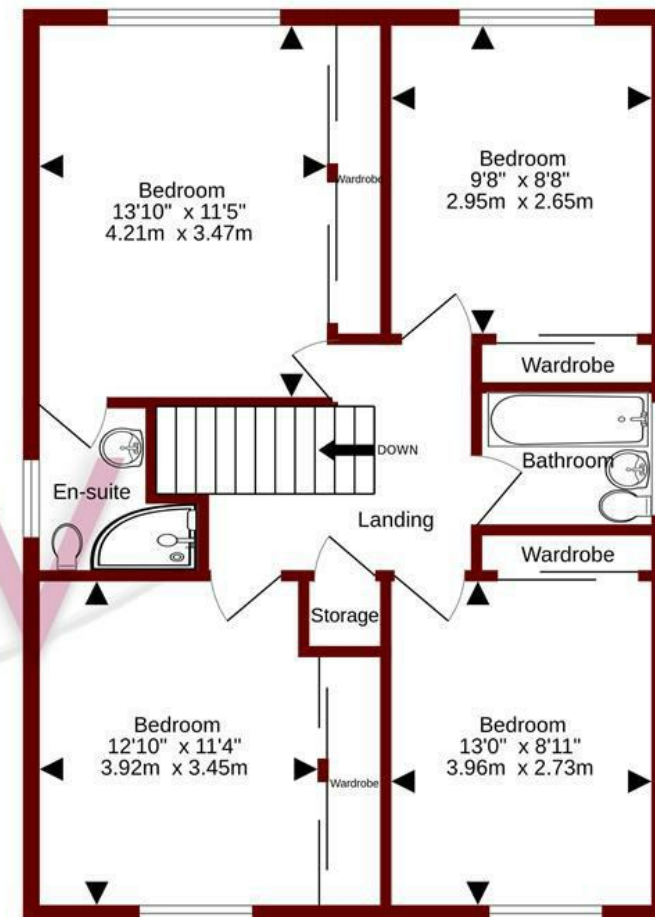 Bedroom
13'10" x 11'5"
4.21m x 3.47m
Wardrobe
Bedroom
9'8" x 8'8"
2.95m x 2.65m
Wardrobe
DOWN
Bathroom
En-suite
Landing
Wardrobe
Storage
Bedroom
12'10" x 11'4"
3.92m x 3.45m
Wardrobe
Bedroom
13'0" x 8'11"
3.96m x 2.73m